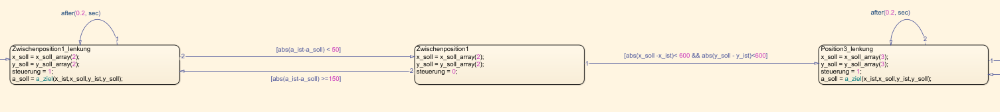 after(0.2, sec)
1
Zwischenposition1_lenkung
x_soll = x_soll_array(2);
y_soll = y_soll_array(2);
steuerung = 1;
a_soll = a_ziel(x_ist,x_soll,y_ist,y_soll);
2
[abs(a_ist-a_soll) < 50]
2
[abs(a_ist-a_soll) >=150]
Zwischenposition1
x_soll = x_soll_array(2);
y_soll = y_soll_array(2);
steuerung = 0;
1
[abs(x_soll -x_ist)< 600 && abs(y_soll - y_ist)<600]
after(0.2, sec)
2
Position3_lenkung
x_soll = x_soll_array(3);
y_soll = y_soll_array(3);
steuerung = 1;
a_soll = a_ziel(x_ist,x_soll,y_ist,y_soll);
1